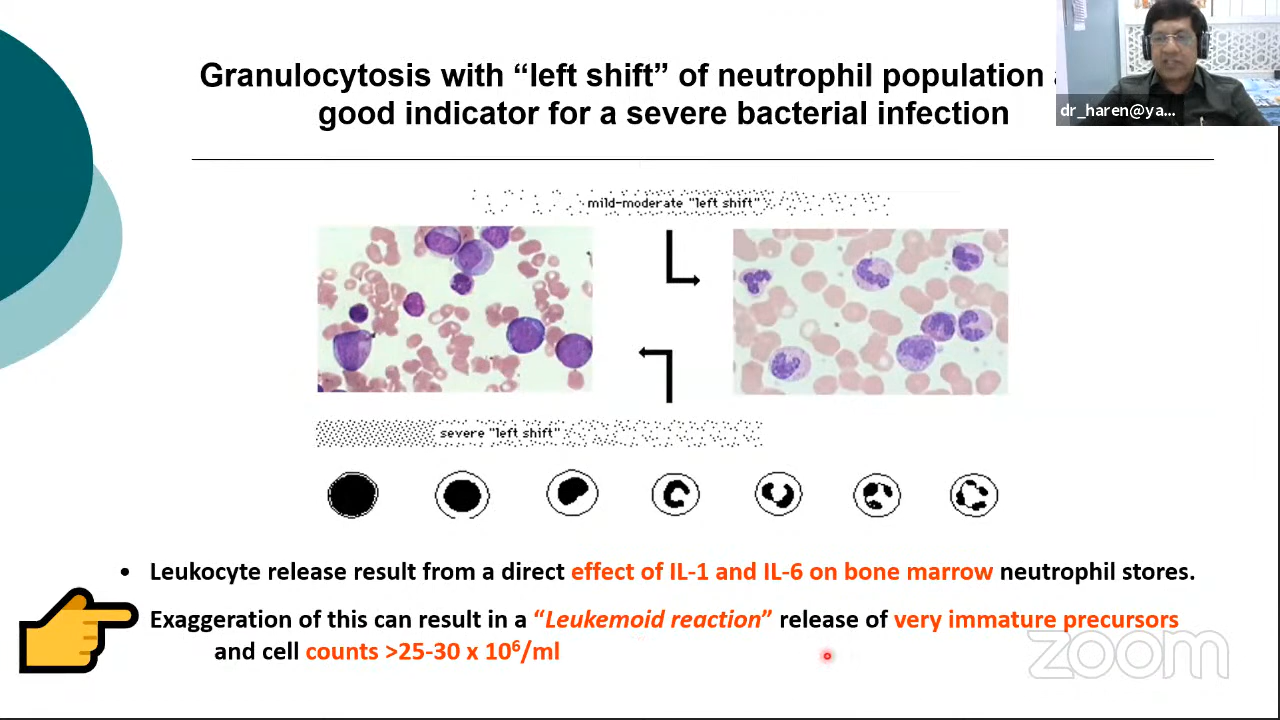 Granulocytosis with “left shift” of neutrophil population
good indicator for a severe bacterial infection
dr_haren@ya...
mild-moderate "left shift"
severe "left shift"
• Leukocyte release result from a direct effect of IL-1 and IL-6 on bone marrow neutrophil stores.
Exaggeration of this can result in a “Leukemoid reaction” release of very immature precursors
and cell counts >25-30 x 10⁶/ml
zoom